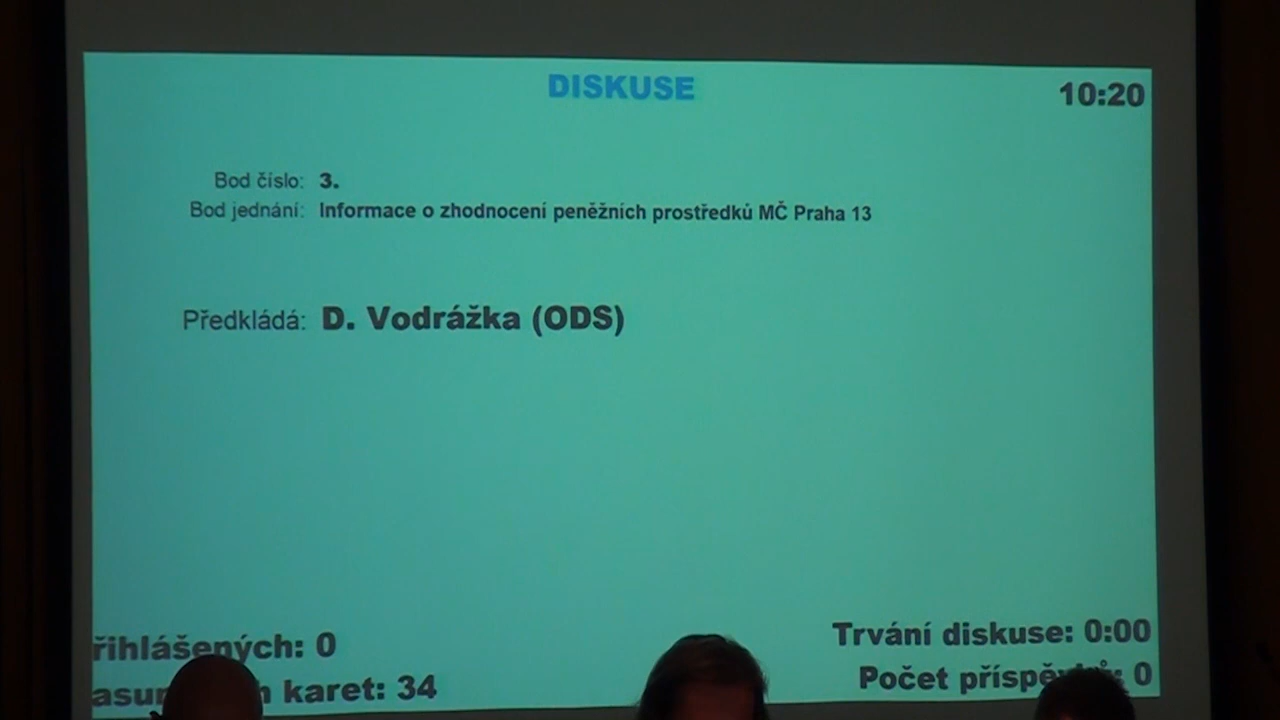 DISKUSE
10:20
Bod číslo: 3.
Bod jednání: Informace o zhodnocení peněžních prostředků MČ Praha 13
Předkládá: D. Vodrážka (ODS)
řihlášených: 0
karet: 34
Trvání diskuse: 0:00
Počet 0